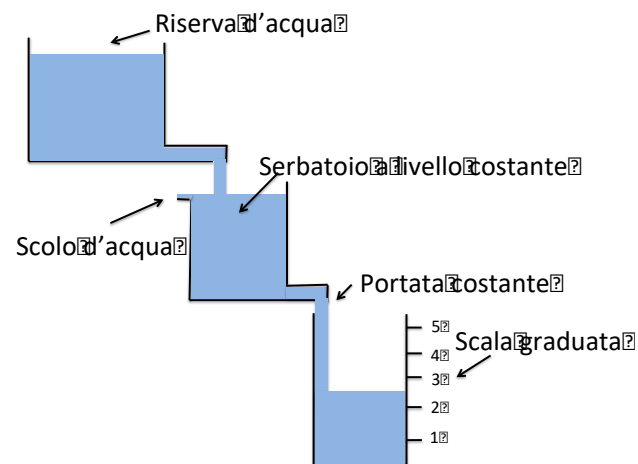 Riserva d’acqua
Serbatoio a livello costante
Scolo d’acqua
Portata costante
5
Scala graduata
4
3
2
1